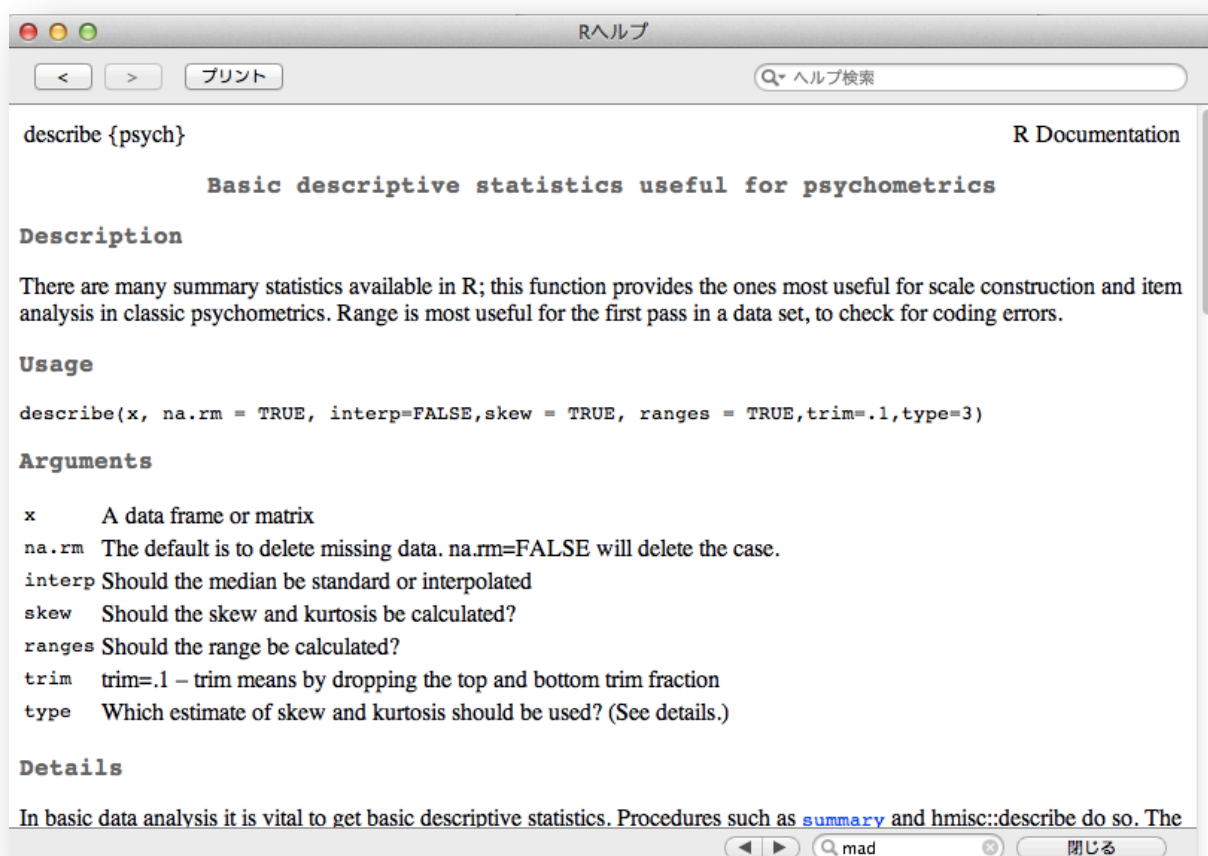 Rヘルプ
< > プリント ヘルプ検索
describe {psych} R Documentation
Basic descriptive statistics useful for psychometrics
Description
There are many summary statistics available in R; this function provides the ones most useful for scale construction and item
analysis in classic psychometrics. Range is most useful for the first pass in a data set, to check for coding errors.
Usage
describe(x, na.rm = TRUE, interp=FALSE,skew = TRUE, ranges = TRUE,trim=.1,type=3)
Arguments
x A data frame or matrix
na.rm The default is to delete missing data. na.rm=FALSE will delete the case.
interp Should the median be standard or interpolated
skew Should the skew and kurtosis be calculated?
ranges Should the range be calculated?
trim trim=.1 – trim means by dropping the top and bottom trim fraction
type Which estimate of skew and kurtosis should be used? (See details.)
Details
In basic data analysis it is vital to get basic descriptive statistics. Procedures such as summary and hmisc::describe do so. The
mad 閉じる